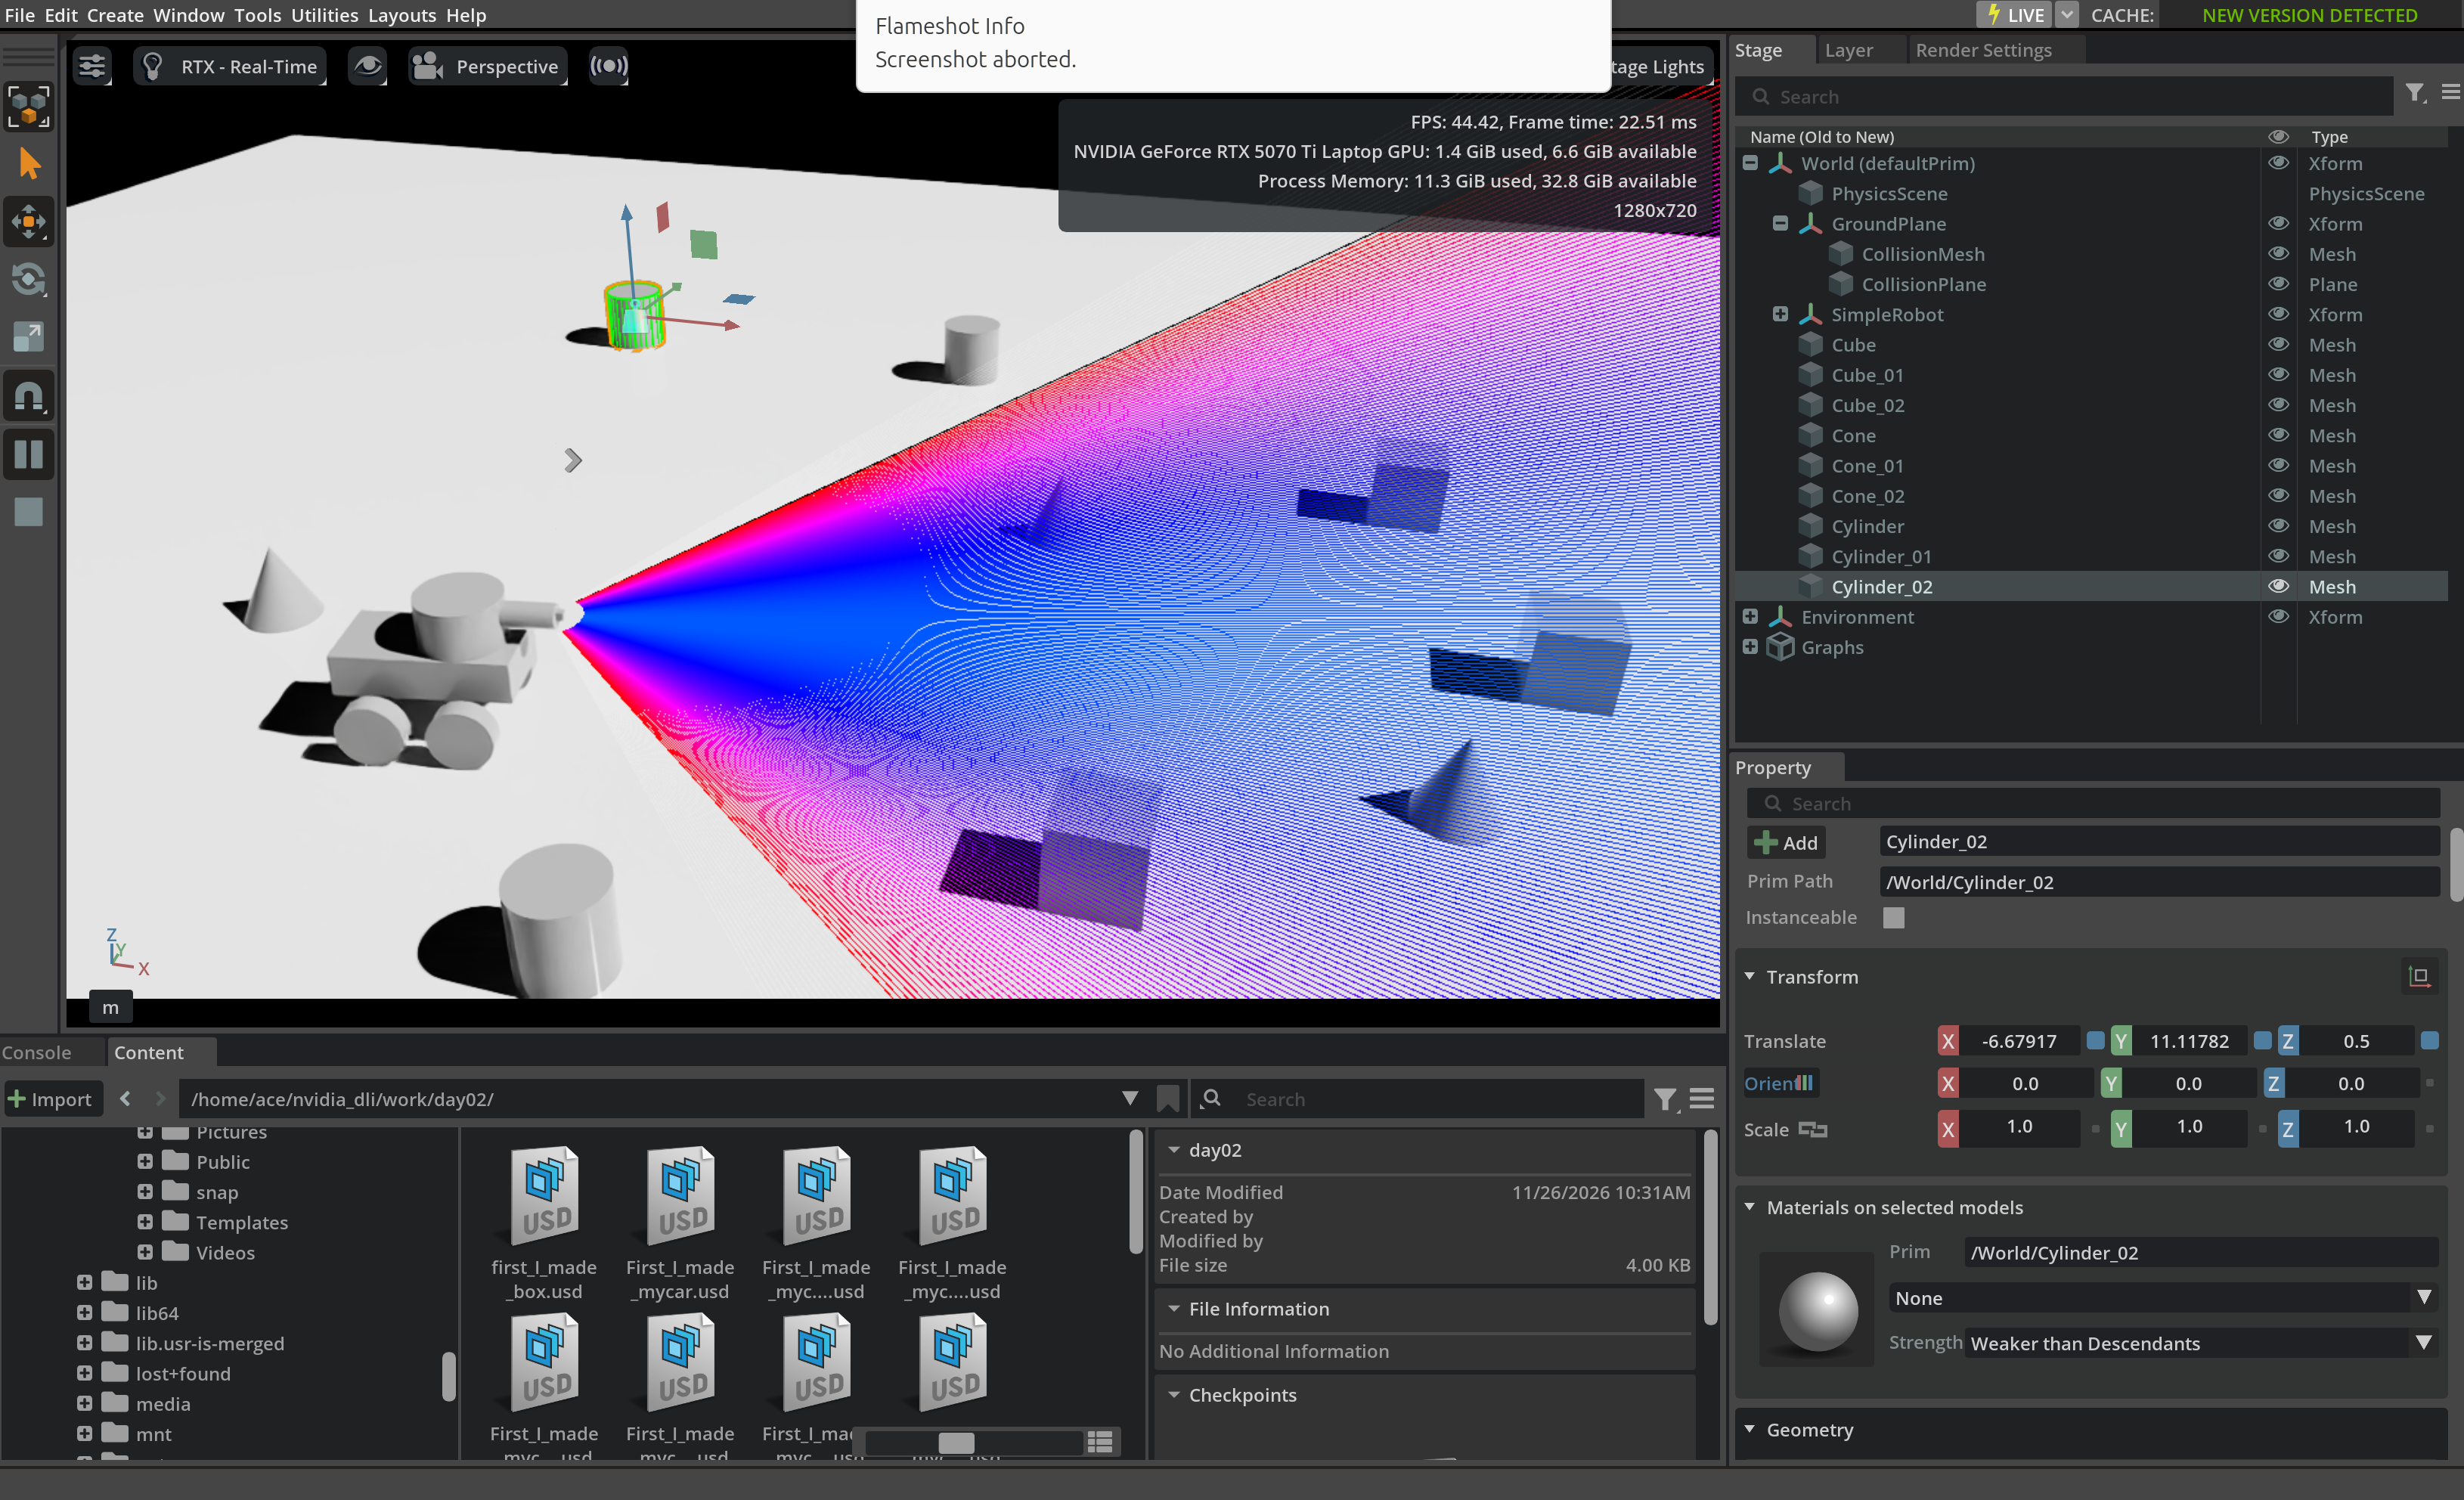 File Edit Create Window Tools Utilities Layouts Help
LIVE
CACHE:
NEW VERSION DETECTED
Flameshot Info
Screenshot aborted.
RTX - Real-Time
Perspective
tage Lights
FPS: 44.42, Frame time: 22.51 ms
NVIDIA GeForce RTX 5070 Ti Laptop GPU: 1.4 GiB used, 6.6 GiB available
Process Memory: 11.3 GiB used, 32.8 GiB available
1280x720
Z
Y
X
m
Stage Layer Render Settings
Search
Name (Old to New) Type
World (defaultPrim) Xform
PhysicsScene PhysicsScene
GroundPlane Xform
CollisionMesh Mesh
CollisionPlane Plane
SimpleRobot Xform
Cube Mesh
Cube_01 Mesh
Cube_02 Mesh
Cone Mesh
Cone_01 Mesh
Cone_02 Mesh
Cylinder Mesh
Cylinder_01 Mesh
Cylinder_02 Mesh
Environment Xform
Graphs
Property
Search
Add Cylinder_02
Prim Path /World/Cylinder_02
Instanceable
Transform
Translate X -6.67917 Y 11.11782 Z 0.5
Orient X 0.0 Y 0.0 Z 0.0
Scale X 1.0 Y 1.0 Z 1.0
Materials on selected models
Prim /World/Cylinder_02
None
Strength Weaker than Descendants
Geometry
Console Content
Import /home/ace/nvidia_dli/work/day02/ Search
Pictures
Public
snap
Templates
Videos
lib
lib64
lib.usr-is-merged
lost+found
media
mnt
USD USD USD USD
first_I_made First_I_made First_I_made First_I_made
_box.usd _mycar.usd _myc....usd _myc....usd
USD USD USD USD
First_I_made First_I_made First_I_mad
day02
Date Modified 11/26/2026 10:31AM
Created by
Modified by
File size 4.00 KB
File Information
No Additional Information
Checkpoints